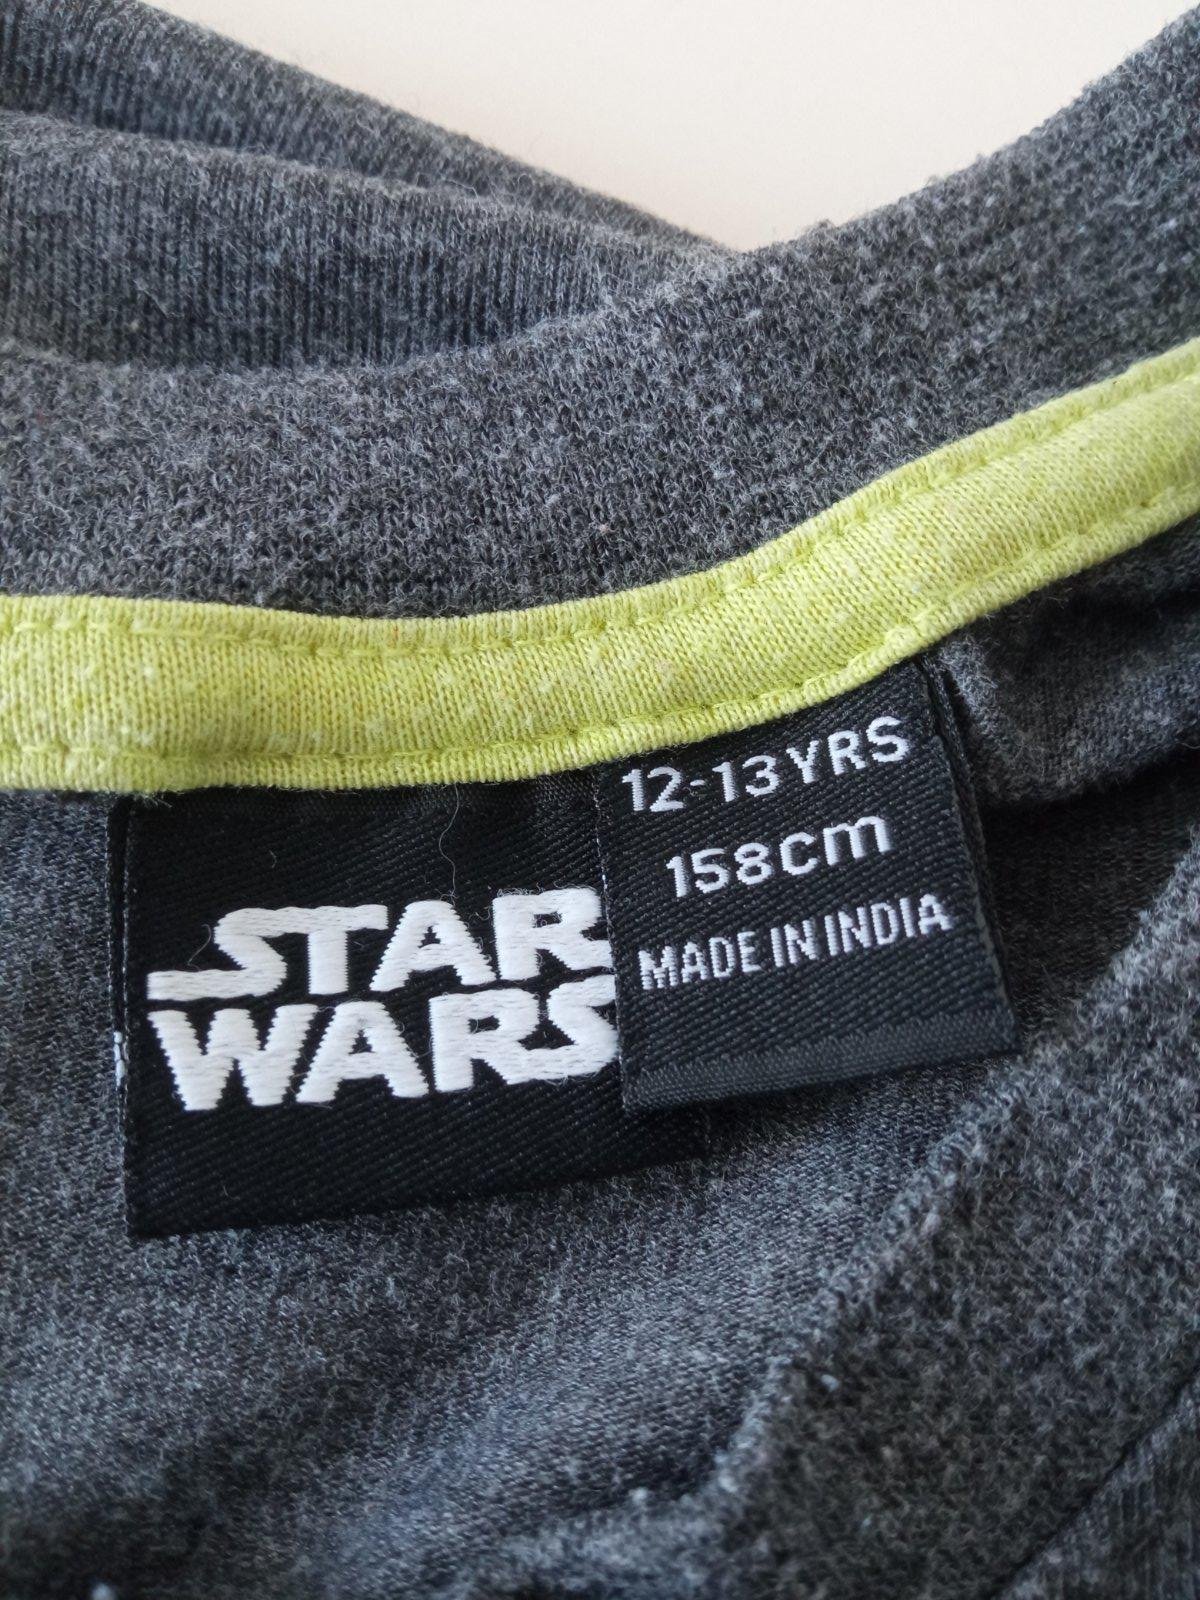 STAR
WARS
12-13 YRS
158cm
MADE IN INDIA